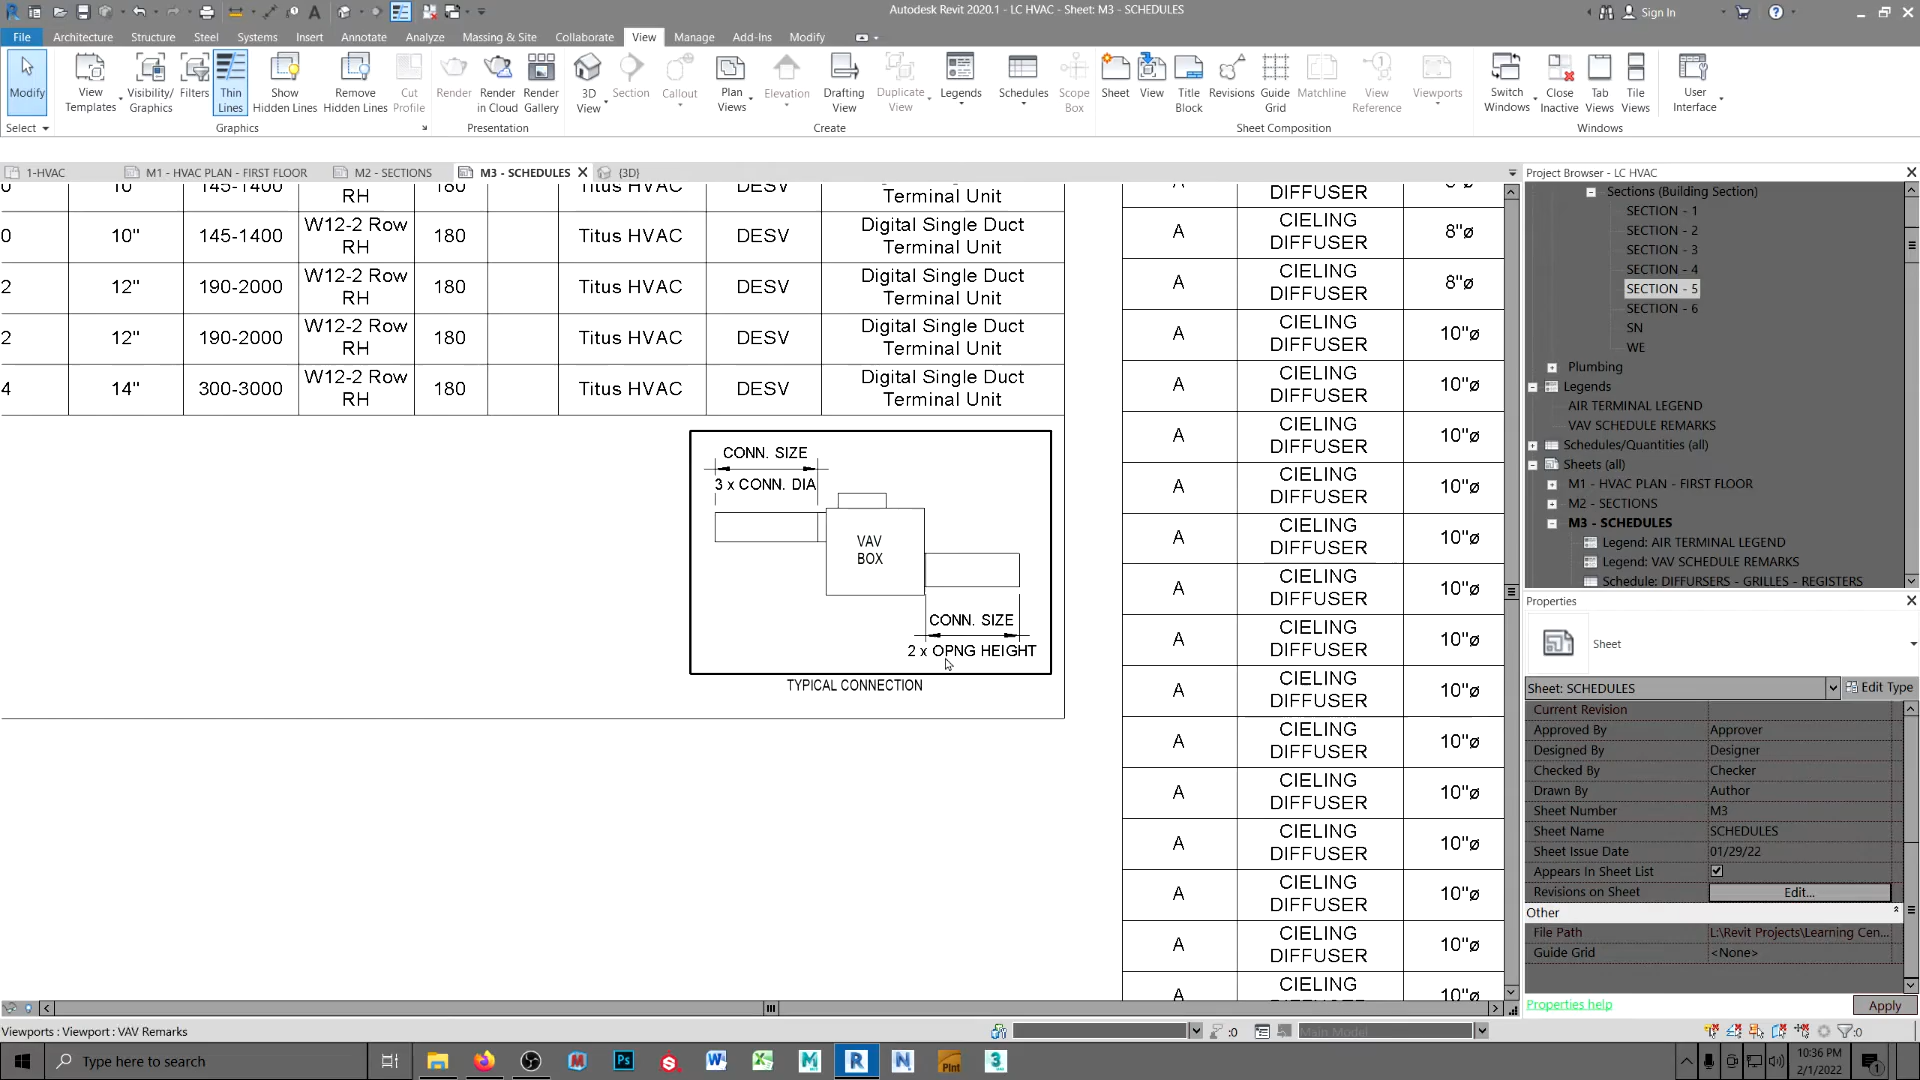 Autodesk Revit 2020.1 - LC HVAC - Sheet: M3 - SCHEDULES
Sign In
File Architecture Structure Steel Systems Insert Annotate Analyze Massing & Site Collaborate View Manage Add-Ins Modify
Modify
View Templates
Visibility/ Graphics
Filters
Thin Lines
Show Hidden Lines
Remove Hidden Lines
Cut Profile
Render
Render in Cloud
Render Gallery
3D View
Section
Callout
Plan Views
Elevation
Drafting View
Duplicate View
Legends
Schedules
Scope Box
Sheet
View
Title Block
Revisions
Guide Grid
Matchline
View Reference
Viewports
Switch Windows
Close Inactive
Tab Views
Tile Views
User Interface
Select Graphics Presentation Create Sheet Composition Windows
1-HVAC M1 - HVAC PLAN - FIRST FLOOR M2 - SECTIONS M3 - SCHEDULES {3D}
0 10" 145-1400 RH 180 Titus HVAC DESV Terminal Unit
0 10" 145-1400 W12-2 Row RH 180 Titus HVAC DESV Digital Single Duct Terminal Unit
2 12" 190-2000 W12-2 Row RH 180 Titus HVAC DESV Digital Single Duct Terminal Unit
2 12" 190-2000 W12-2 Row RH 180 Titus HVAC DESV Digital Single Duct Terminal Unit
4 14" 300-3000 W12-2 Row RH 180 Titus HVAC DESV Digital Single Duct Terminal Unit
CONN. SIZE
3 x CONN. DIA
VAV
BOX
CONN. SIZE
2 x OPNG HEIGHT
TYPICAL CONNECTION
A DIFFUSER 8"ø
A CIELING DIFFUSER 8"ø
A CIELING DIFFUSER 8"ø
A CIELING DIFFUSER 10"ø
A CIELING DIFFUSER 10"ø
A CIELING DIFFUSER 10"ø
A CIELING DIFFUSER 10"ø
A CIELING DIFFUSER 10"ø
A CIELING DIFFUSER 10"ø
A CIELING DIFFUSER 10"ø
A CIELING DIFFUSER 10"ø
A CIELING DIFFUSER 10"ø
A CIELING DIFFUSER 10"ø
A CIELING DIFFUSER 10"ø
A CIELING DIFFUSER 10"ø
A CIELING DIFFUSER 10"ø
A CIELING 10"ø
Project Browser - LC HVAC
Sections (Building Section)
SECTION - 1
SECTION - 2
SECTION - 3
SECTION - 4
SECTION - 5
SECTION - 6
SN
WE
Plumbing
Legends
AIR TERMINAL LEGEND
VAV SCHEDULE REMARKS
Schedules/Quantities (all)
Sheets (all)
M1 - HVAC PLAN - FIRST FLOOR
M2 - SECTIONS
M3 - SCHEDULES
Legend: AIR TERMINAL LEGEND
Legend: VAV SCHEDULE REMARKS
Schedule: DIFFURSERS - GRILLES - REGISTERS
Properties
Sheet
Sheet: SCHEDULES Edit Type
Current Revision
Approved By Approver
Designed By Designer
Checked By Checker
Drawn By Author
Sheet Number M3
Sheet Name SCHEDULES
Sheet Issue Date 01/29/22
Appears In Sheet List
Revisions on Sheet Edit...
Other
File Path L:\Revit Projects\Learning Cen...
Guide Grid <None>
Properties help Apply
Viewports : Viewport : VAV Remarks
:0 Main Model :0
Type here to search
10:36 PM
2/1/2022